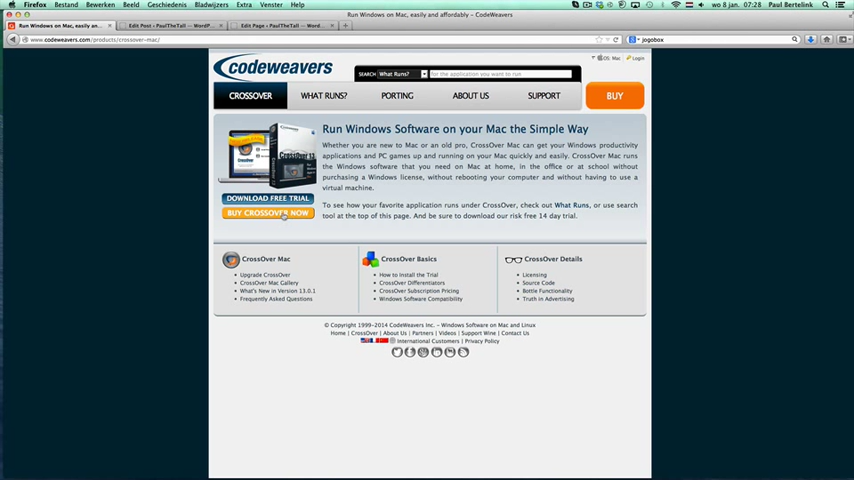 Firefox Bestand Bewerken Beeld Geschiedenis Bladwijzers Extra Venster Help wo 8 jan. 07:28 Paul Bertelink
Run Windows on Mac, easily and affordably - CodeWeavers
Run Windows on Mac, easily an... Edit Post ‹ PaulTheTall — WordP... Edit Page ‹ PaulTheTall — Word...
www.codeweavers.com/products/crossover-mac/ jogobox
OS: Mac Login
codeweavers
SEARCH What Runs? for the application you want to run
CROSSOVER WHAT RUNS? PORTING ABOUT US SUPPORT BUY
Run Windows Software on your Mac the Simple Way
Whether you are new to Mac or an old pro, CrossOver Mac can get your Windows productivity
applications and PC games up and running on your Mac quickly and easily. CrossOver Mac runs
the Windows software that you need on Mac at home, in the office or at school without
purchasing a Windows license, without rebooting your computer and without having to use a
virtual machine.
DOWNLOAD FREE TRIAL
BUY CROSSOVER NOW
To see how your favorite application runs under CrossOver, check out What Runs, or use search
tool at the top of this page. And be sure to download our risk free 14 day trial.
CrossOver Mac
Upgrade CrossOver
CrossOver Mac Gallery
What's New in Version 13.0.1
Frequently Asked Questions
CrossOver Basics
How to Install the Trial
CrossOver Differentiators
CrossOver Subscription Pricing
Windows Software Compatibility
CrossOver Details
Licensing
Source Code
Bottle Functionality
Truth in Advertising
© Copyright 1999-2014 CodeWeavers Inc. - Windows Software on Mac and Linux
Home | CrossOver | About Us | Partners | Videos | Support Wine | Contact Us
International Customers | Privacy Policy